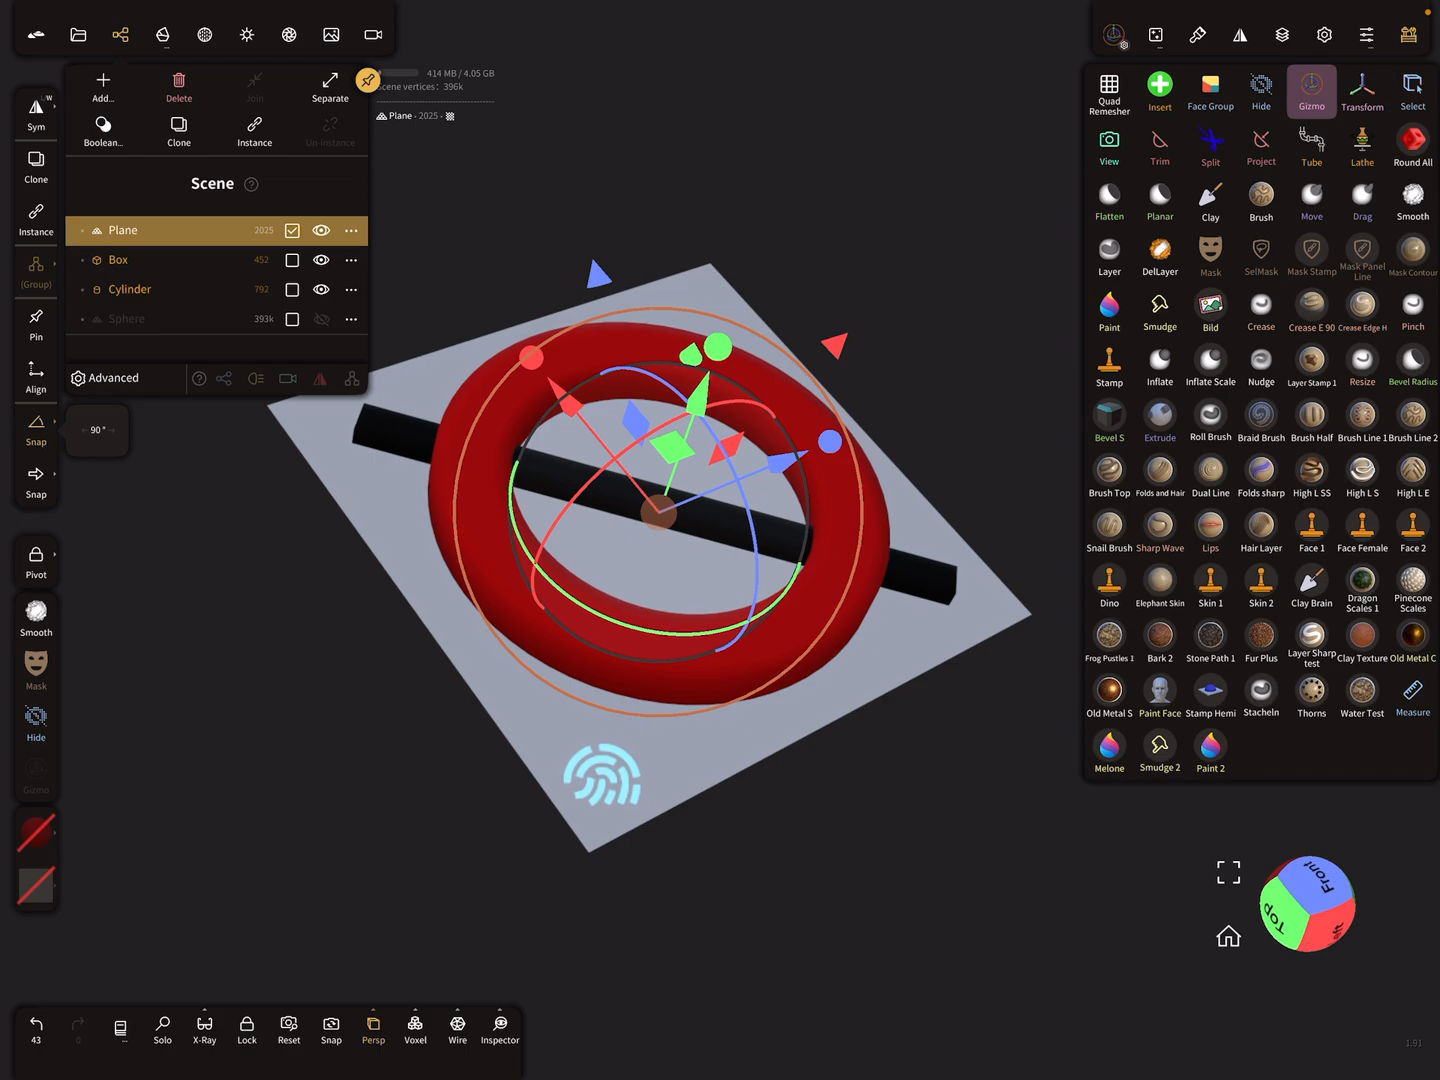 414 MB / 4.05 GB
Scene vertices: 396k
Plane · 2025 ·
Add...
Delete
Join
Separate
Boolean...
Clone
Instance
Un-instance
Scene ?
Plane 2025 ...
Box 452 ...
Cylinder 792 ...
Sphere 393k ...
Advanced ?
W
Sym
Clone
Instance
(Group)
Pin
Align
Snap
90 °
Snap
Pivot
Smooth
Mask
Hide
Gizmo
Quad Remesher
Insert
Face Group
Hide
Gizmo
Transform
Select
View
Trim
Split
Project
Tube
Lathe
Round All
Flatten
Planar
Clay
Brush
Move
Drag
Smooth
Layer
DelLayer
Mask
SelMask
Mask Stamp
Mask Panel Line
Mask Contour
Paint
Smudge
Bild
Crease
Crease E 90
Crease Edge H
Pinch
Stamp
Inflate
Inflate Scale
Nudge
Layer Stamp 1
Resize
Bevel Radius
Bevel S
Extrude
Roll Brush
Braid Brush
Brush Half
Brush Line 1
Brush Line 2
Brush Top
Folds and Hair
Dual Line
Folds sharp
High L SS
High L S
High L E
Snail Brush
Sharp Wave
Lips
Hair Layer
Face 1
Face Female
Face 2
Dino
Elephant Skin
Skin 1
Skin 2
Clay Brain
Dragon Scales 1
Pinecone Scales
Frog Pustles 1
Bark 2
Stone Path 1
Fur Plus
Layer Sharp test
Clay Texture
Old Metal C
Old Metal S
Paint Face
Stamp Hemi
Stacheln
Thorns
Water Test
Measure
Melone
Smudge 2
Paint 2
Front
Top
43
0
...
Solo
X-Ray
Lock
Reset
Snap
Persp
Voxel
Wire
Inspector
1.91